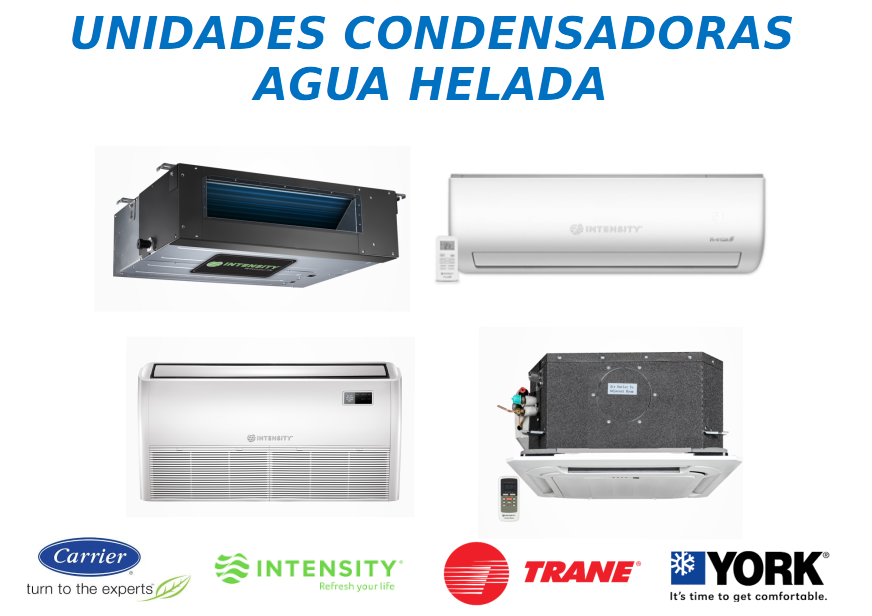 UNIDADES CONDENSADORAS
AGUA HELADA
INTENSITY
INTENSITY
INTENSITY
Carrier
turn to the experts
INTENSITY
Refresh your life
TRANE
YORK
It's time to get comfortable.